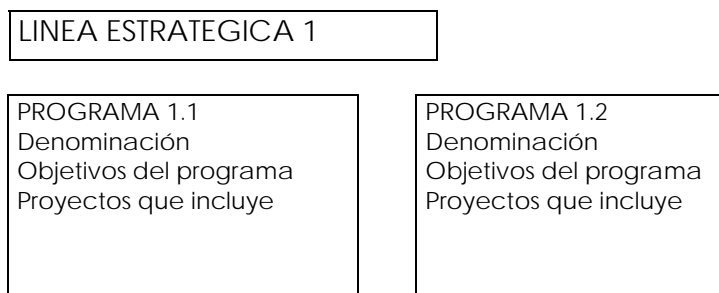 LINEA ESTRATEGICA 1
PROGRAMA 1.1
Denominación
Objetivos del programa
Proyectos que incluye
PROGRAMA 1.2
Denominación
Objetivos del programa
Proyectos que incluye